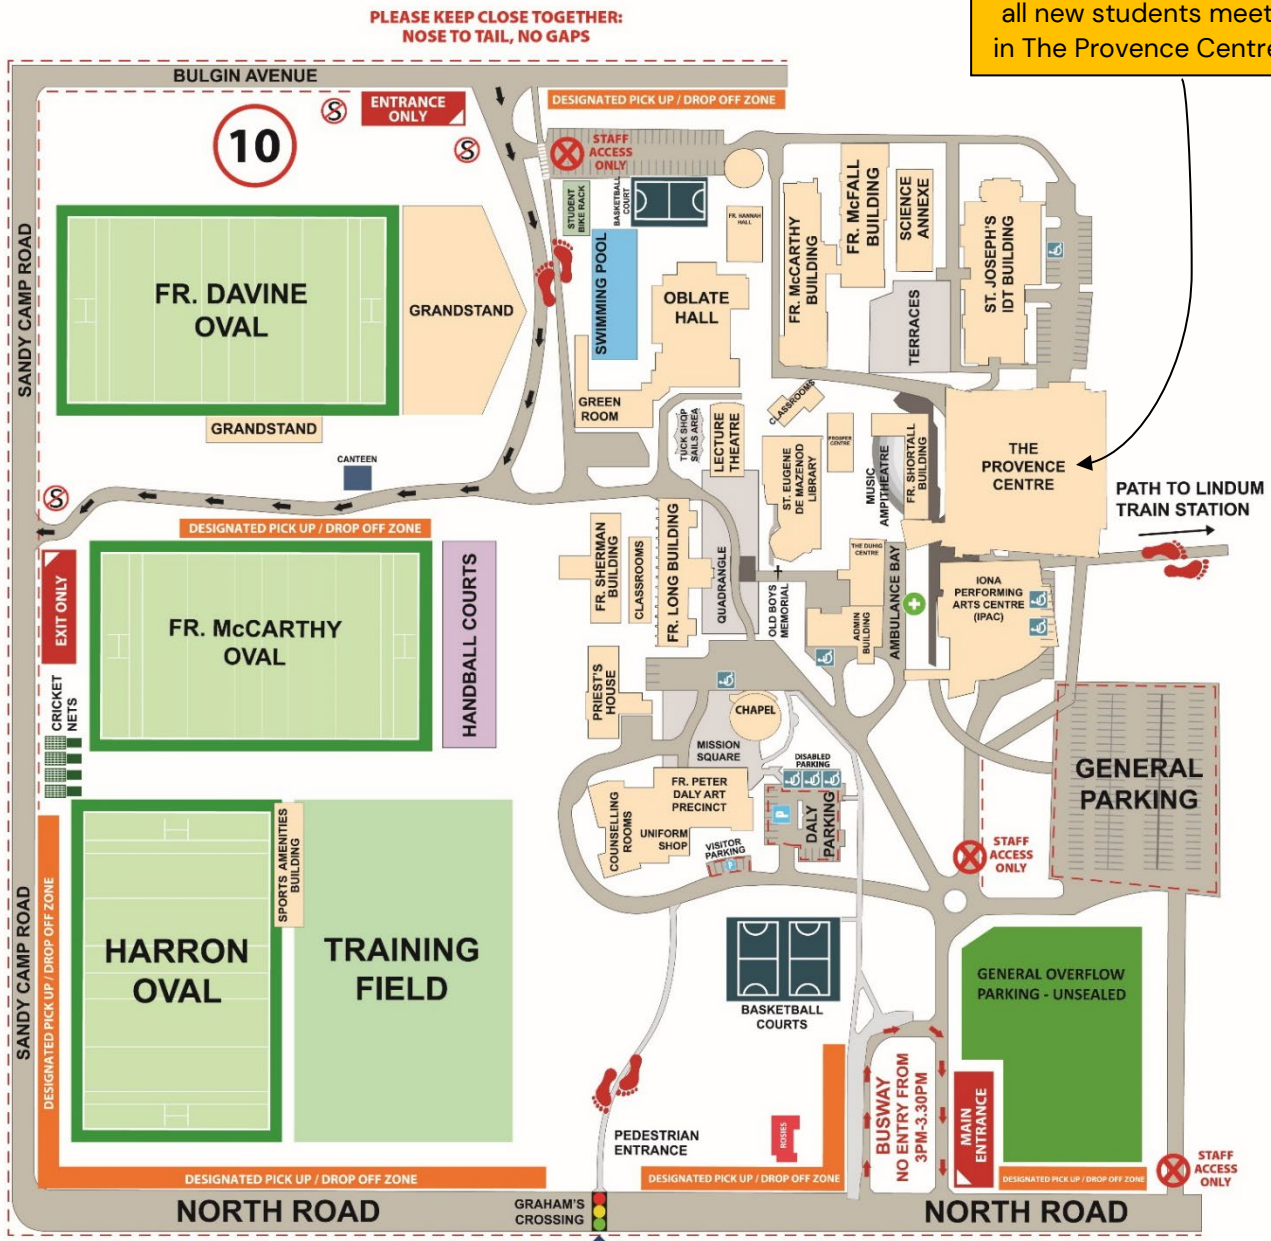 all new students meet
in The Provence Centre
PLEASE KEEP CLOSE TOGETHER:
NOSE TO TAIL, NO GAPS
BULGIN AVENUE
ENTRANCE
ONLY
DESIGNATED PICK UP / DROP OFF ZONE
S
S
10
STAFF
ACCESS
ONLY
STUDENT
BIKE RACK
BASKETBALL
COURT
FR. HANNAH
HALL
FR. McCARTHY
BUILDING
FR. McFALL
BUILDING
SCIENCE
ANNEXE
ST. JOSEPH'S
IDT BUILDING
SANDY CAMP ROAD
FR. DAVINE
OVAL
GRANDSTAND
SWIMMING POOL
OBLATE
HALL
TERRACES
GREEN
ROOM
GRANDSTAND
CLASSROOMS
TUCK SHOP
SAILS AREA
LECTURE
THEATRE
PROSPER
CENTRE
ST. EUGENE
DE MAZENOD
LIBRARY
MUSIC
AMPITHEATRE
FR. SHORTALL
BUILDING
THE
PROVENCE
CENTRE
CANTEEN
S
PATH TO LINDUM
TRAIN STATION
DESIGNATED PICK UP / DROP OFF ZONE
EXIT ONLY
FR. McCARTHY
OVAL
HANDBALL COURTS
FR. SHERMAN
BUILDING
CLASSROOMS
FR. LONG BUILDING
QUADRANGLE
OLD BOYS
MEMORIAL
THE DUHIG
CENTRE
ADMIN
BUILDING
AMBULANCE BAY
IONA
PERFORMING
ARTS CENTRE
(IPAC)
CRICKET
NETS
PRIEST'S
HOUSE
CHAPEL
MISSION
SQUARE
DISABLED
PARKING
GENERAL
PARKING
FR. PETER
DALY ART
PRECINCT
COUNSELLING
ROOMS
UNIFORM
SHOP
P
DALY
PARKING
VISITOR
PARKING
P
STAFF
ACCESS
ONLY
SPORTS AMENITIES
BUILDING
HARRON
OVAL
TRAINING
FIELD
SANDY CAMP ROAD
DESIGNATED PICK UP / DROP OFF ZONE
BASKETBALL
COURTS
GENERAL OVERFLOW
PARKING - UNSEALED
PEDESTRIAN
ENTRANCE
ROSIES
BUSWAY
NO ENTRY FROM
3PM-3.30PM
MAIN
ENTRANCE
STAFF
ACCESS
ONLY
DESIGNATED PICK UP / DROP OFF ZONE
DESIGNATED PICK UP / DROP OFF ZONE
DESIGNATED PICK UP / DROP OFF ZONE
NORTH ROAD
GRAHAM'S
CROSSING
NORTH ROAD